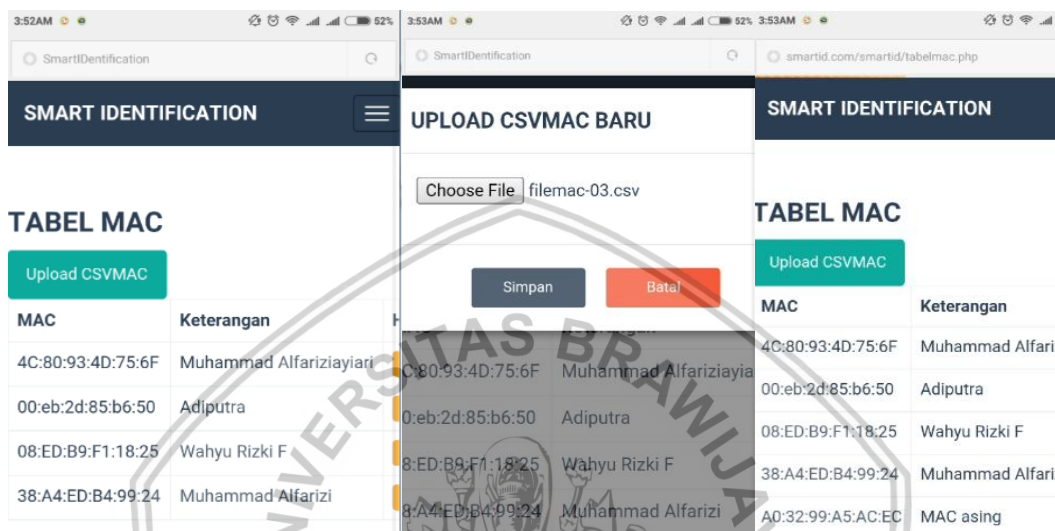 3:52AM
52%
SmartIDentification
SMART IDENTIFICATION
TABEL MAC
Upload CSVMAC
MAC Keterangan H
4C:80:93:4D:75:6F Muhammad Alfariziayiari
00:eb:2d:85:b6:50 Adiputra
08:ED:B9:F1:18:25 Wahyu Rizki F
38:A4:ED:B4:99:24 Muhammad Alfarizi
3:53AM
52%
SmartIDentification
UPLOAD CSVMAC BARU
Choose File filemac-03.csv
Simpan Batal
C:80:93:4D:75:6F Muhammad Alfariziayia
0:eb:2d:85:b6:50 Adiputra
8:ED:B9:F1:18:25 Wahyu Rizki F
8:A4:ED:B4:99:24 Muhammad Alfarizi
3:53AM
smartid.com/smartid/tabelmac.php
SMART IDENTIFICATION
TABEL MAC
Upload CSVMAC
MAC Keterangan
4C:80:93:4D:75:6F Muhammad Alfari
00:eb:2d:85:b6:50 Adiputra
08:ED:B9:F1:18:25 Wahyu Rizki F
38:A4:ED:B4:99:24 Muhammad Alfari
A0:32:99:A5:AC:EC MAC asing
VERSITAS BRAWIJA